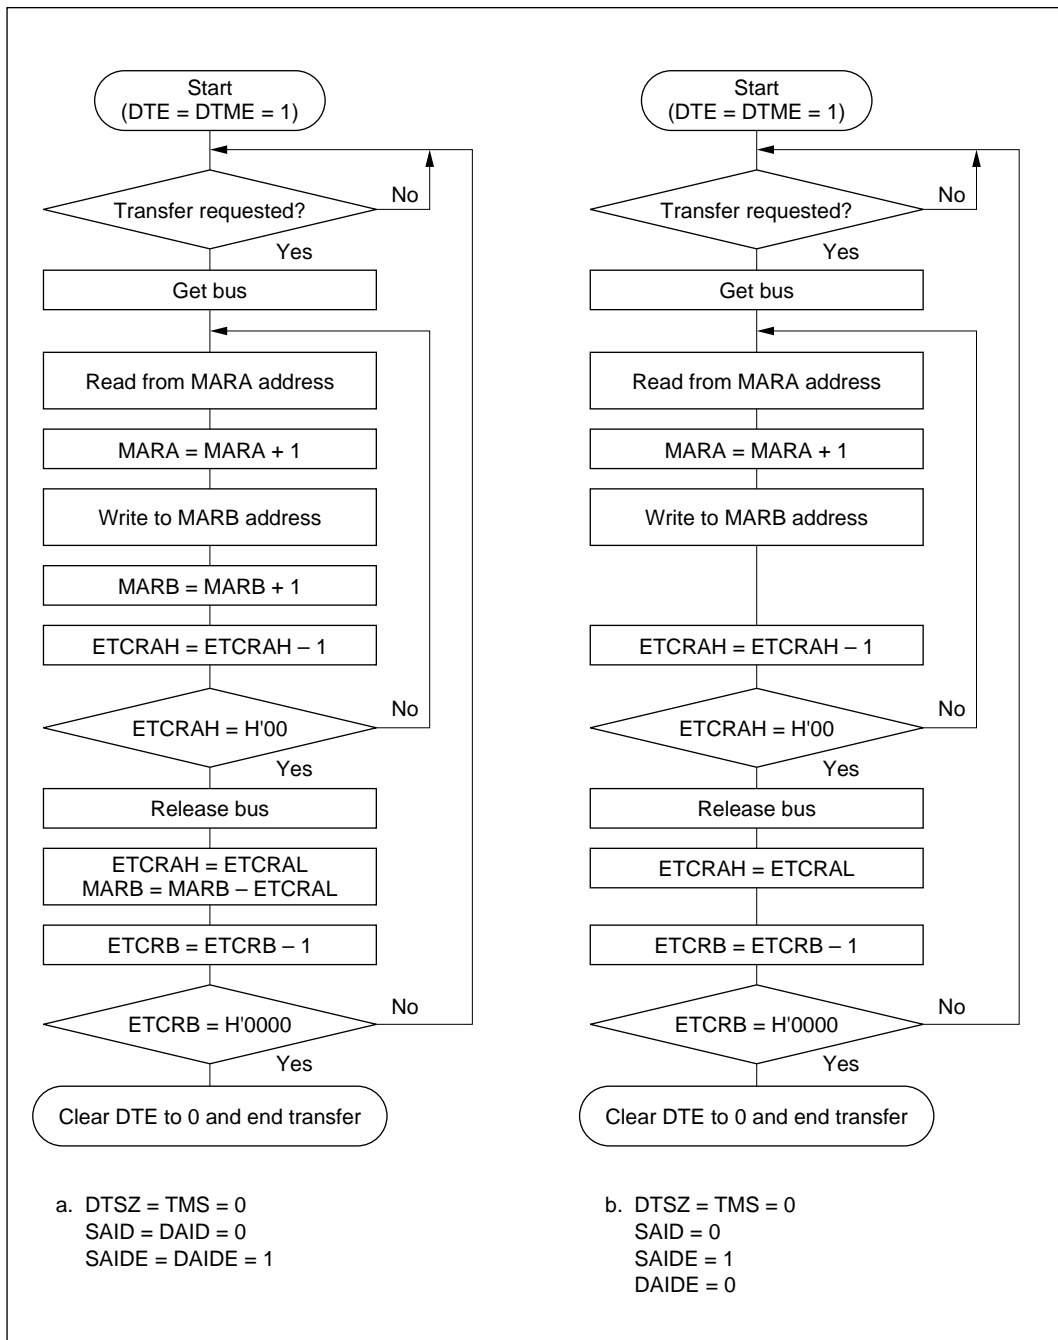 Start
(DTE = DTME = 1)
Transfer requested?
No
Yes
Get bus
Read from MARA address
MARA = MARA + 1
Write to MARB address
MARB = MARB + 1
ETCRAH = ETCRAH – 1
ETCRAH = H'00
No
Yes
Release bus
ETCRAH = ETCRAL
MARB = MARB – ETCRAL
ETCRB = ETCRB – 1
ETCRB = H'0000
No
Yes
Clear DTE to 0 and end transfer
a. DTSZ = TMS = 0
SAID = DAID = 0
SAIDE = DAIDE = 1
Start
(DTE = DTME = 1)
Transfer requested?
No
Yes
Get bus
Read from MARA address
MARA = MARA + 1
Write to MARB address
ETCRAH = ETCRAH – 1
ETCRAH = H'00
No
Yes
Release bus
ETCRAH = ETCRAL
ETCRB = ETCRB – 1
ETCRB = H'0000
No
Yes
Clear DTE to 0 and end transfer
b. DTSZ = TMS = 0
SAID = 0
SAIDE = 1
DAIDE = 0